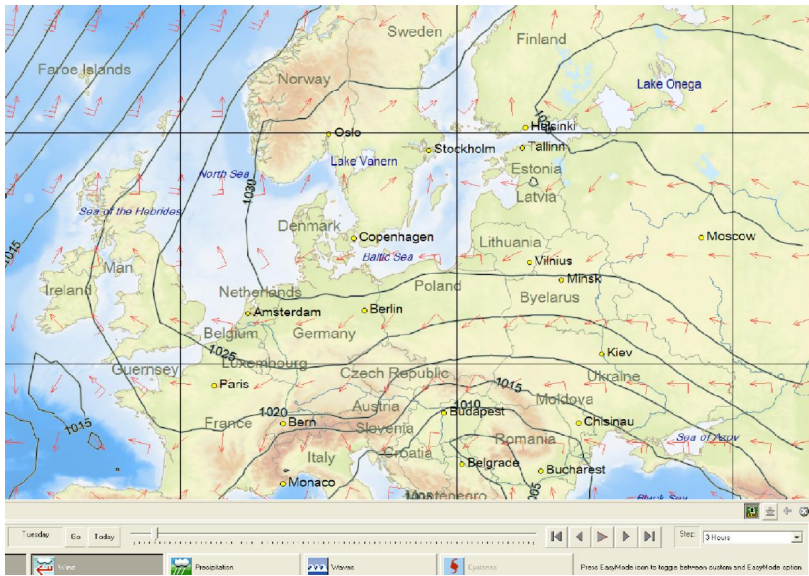 Sweden
Finland
Faroe Islands
Norway
Lake Onega
Oslo
Helsinki
Stockholm
Tallinn
Lake Vanern
Estonia
North Sea
Latvia
1030
Sea of the Hebrides
Denmark
Copenhagen
Moscow
1015
Lithuania
Man
Baltic Sea
Vilnius
Ireland
Minsk
Poland
Netherlands
Byelarus
Amsterdam
Berlin
Belgium
Germany
1025
Kiev
Luxembourg
Guernsey
Czech Republic
Ukraine
Paris
1015
Moldova
Austria
1010
1020
Budapest
France
Bern
Chisinau
1015
Slovenia
Sea of Azov
Romania
Croatia
Italy
Belgrade
Bucharest
Monaco
Montenegro
1005
Black Sea
Tuesday
Go
Today
Step:
3 Hours
Wind
Precipitation
Waves
Cyclones
Press EasyMode icon to toggle between custom and EasyMode option